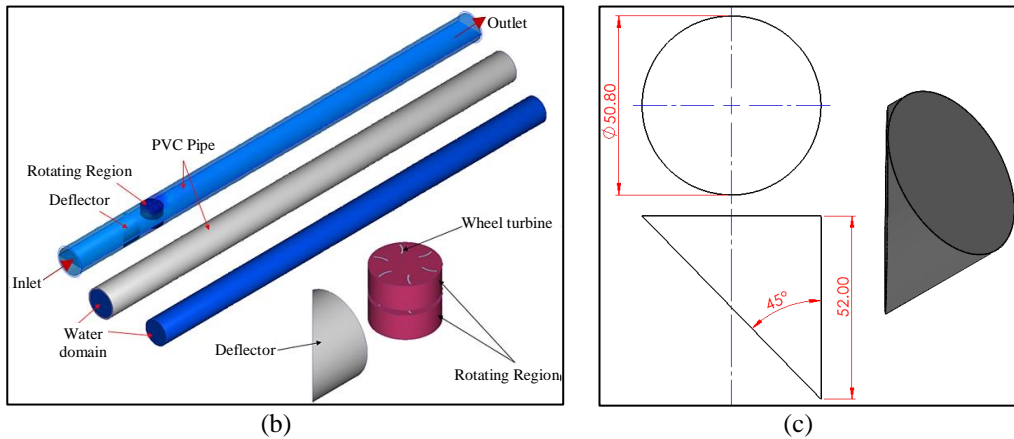 Outlet
PVC Pipe
Rotating Region
Deflector
Inlet
Water
domain
Wheel turbine
Deflector
Rotating Region
(b)
∅50.80
45°
52.00
(c)